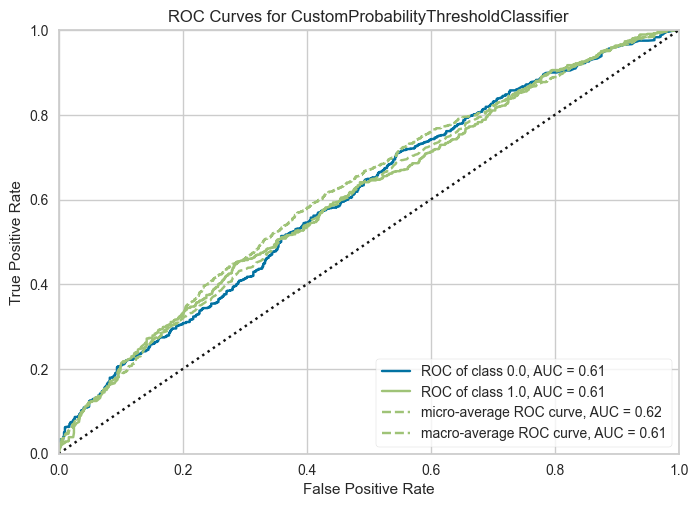 ROC Curves for CustomProbabilityThresholdClassifier
True Positive Rate
1.0
0.8
0.6
0.4
0.2
0.0
ROC of class 0.0, AUC = 0.61
ROC of class 1.0, AUC = 0.61
micro-average ROC curve, AUC = 0.62
macro-average ROC curve, AUC = 0.61
0.0 0.2 0.4 0.6 0.8 1.0
False Positive Rate